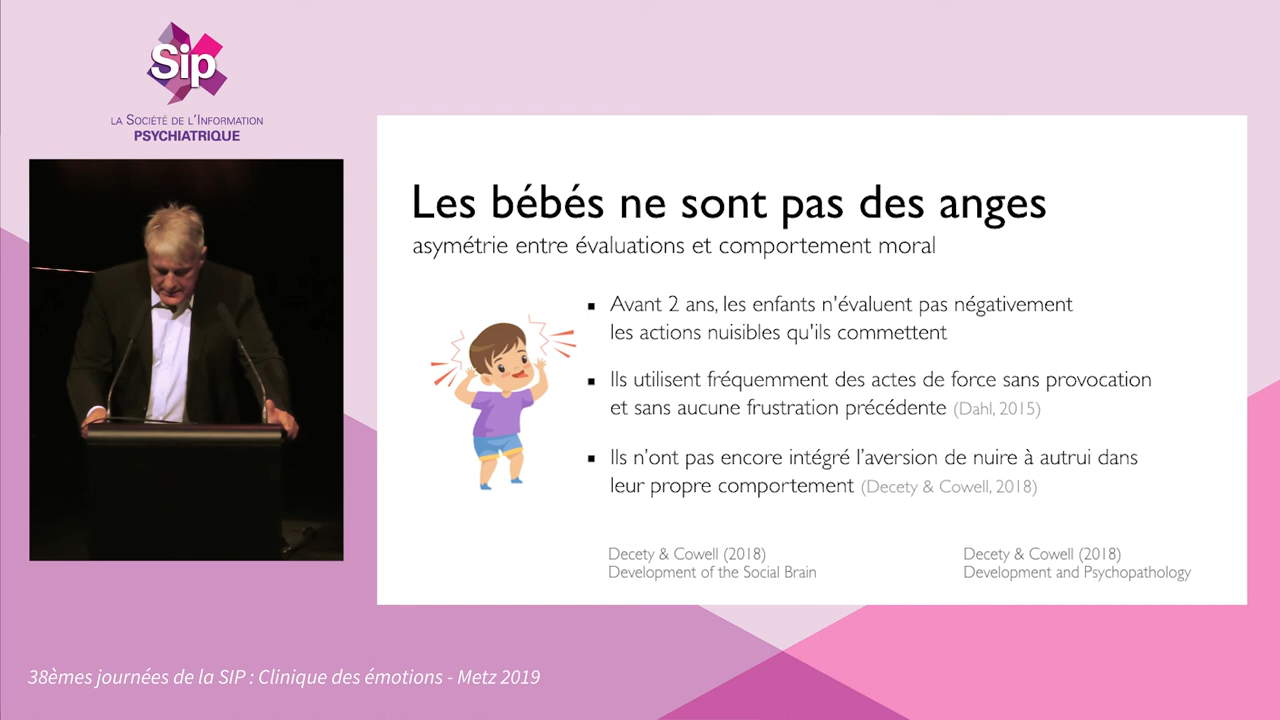 Sip
LA SOCIÉTÉ DE L'INFORMATION
PSYCHIATRIQUE
Les bébés ne sont pas des anges
asymétrie entre évaluations et comportement moral
▪ Avant 2 ans, les enfants n'évaluent pas négativement
les actions nuisibles qu'ils commettent
▪ Ils utilisent fréquemment des actes de force sans provocation
et sans aucune frustration précédente (Dahl, 2015)
▪ Ils n'ont pas encore intégré l'aversion de nuire à autrui dans
leur propre comportement (Decety & Cowell, 2018)
Decety & Cowell (2018)
Development of the Social Brain
Decety & Cowell (2018)
Development and Psychopathology
38èmes journées de la SIP : Clinique des émotions - Metz 2019